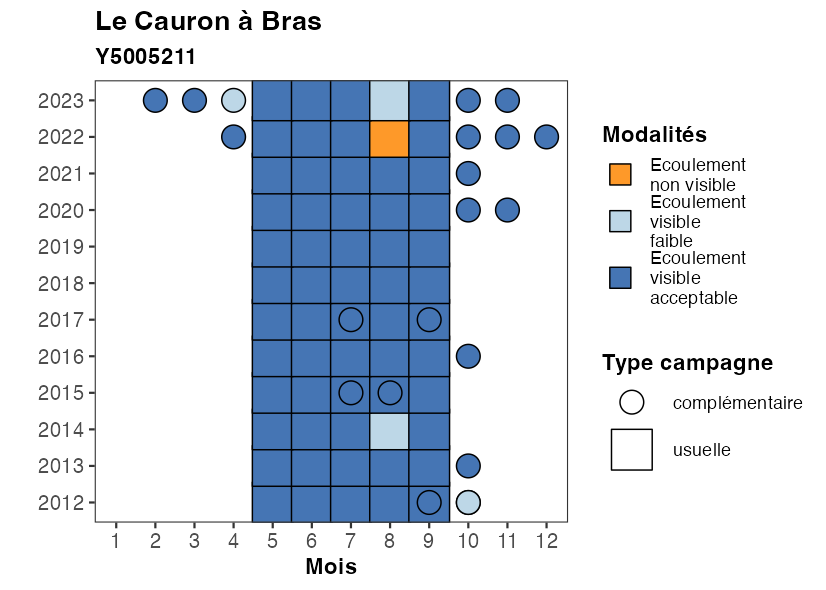 Le Cauron à Bras
Y5005211
2023
2022
2021
2020
2019
2018
2017
2016
2015
2014
2013
2012
1 2 3 4 5 6 7 8 9 10 11 12
Mois
Modalités
Ecoulement
non visible
Ecoulement
visible
faible
Ecoulement
visible
acceptable
Type campagne
complémentaire
usuelle